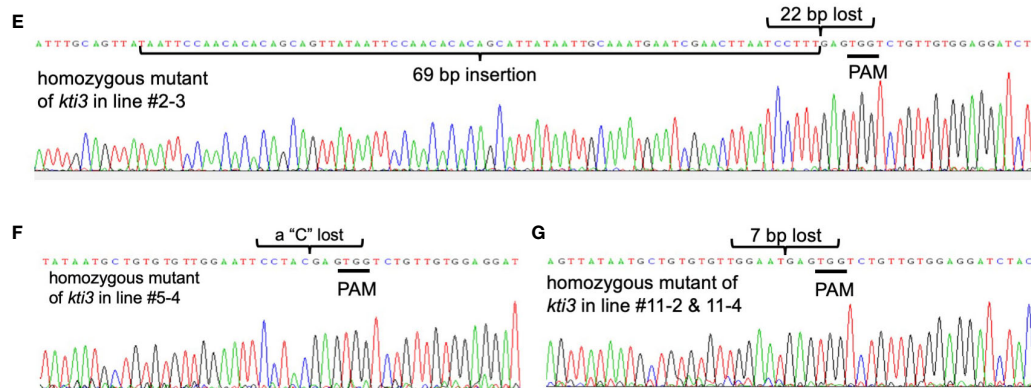 E
22 bp lost
ATTTGCAGTTATAATTCCAACACACAGCAGTTATAATTCCAACACACAGCATTATAATTGCAAATGAATCGAACTTAATCCTTTGAGTGGTCTGTTGTGGAGGATCT
69 bp insertion
PAM
homozygous mutant
of kti3 in line #2-3
F
a “C” lost
TATAATGCTGTGTGTTGGAATTCCTACGAGTGGTCTGTTGTGGAGGAT
homozygous mutant
of kti3 in line #5-4
PAM
G
7 bp lost
AGTTATAATGCTGTGTGTTGGAATGAGTGGTCTGTTGTGGAGGATCTAC
homozygous mutant of
kti3 in line #11-2 & 11-4
PAM